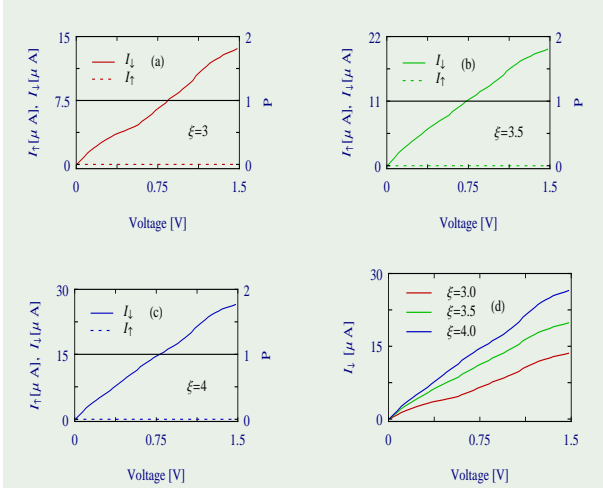 15
7.5
0
2
1
0
I↓ (a)
I↑
ξ=3
I↑[μ A], I↓[μ A]
P
0 0.75 1.5
Voltage [V]
22
11
0
2
1
0
I↓ (b)
I↑
ξ=3.5
I↑[μ A], I↓[μ A]
P
0 0.75 1.5
Voltage [V]
30
15
0
2
1
0
I↓ (c)
I↑
ξ=4
I↑[μ A], I↓[μ A]
P
0 0.75 1.5
Voltage [V]
30
15
0
ξ=3.0
ξ=3.5 (d)
ξ=4.0
I↓ [μ A]
0 0.75 1.5
Voltage [V]